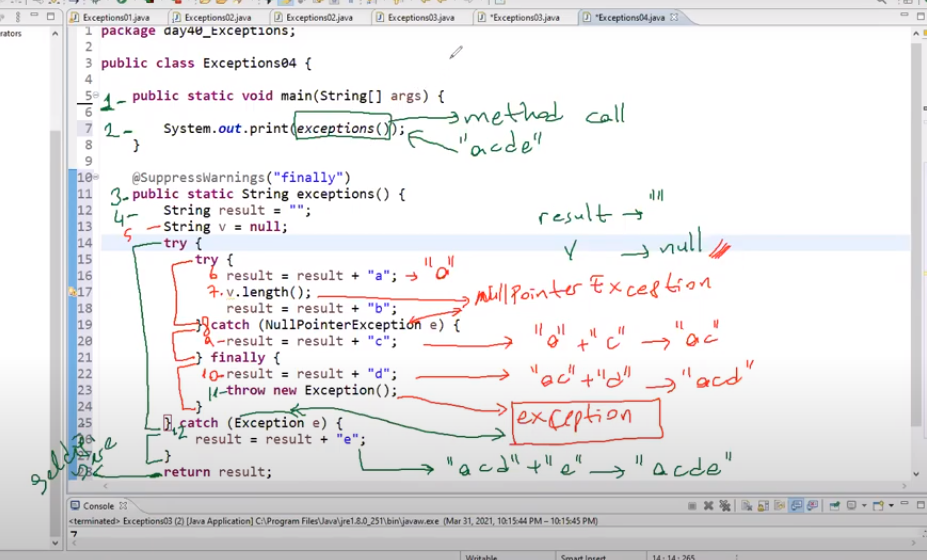 Exceptions01.java Exceptions02.java Exceptions02.java Exceptions03.java *Exceptions03.java *Exceptions04.java
1 package day40_Exceptions;
2
3 public class Exceptions04 {
4
5 1- public static void main(String[] args) {
6
7 2- System.out.print(exceptions()); method call
8 } "acde"
9
10 @SuppressWarnings("finally")
11 3- public static String exceptions() {
12 4- String result = ""; result → ""
13 5- String v = null;
14 try { v → null
15 try {
16 6 result = result + "a"; → "a"
17 7. v.length(); NullPointer Exception
18 result = result + "b";
19 } 8 catch (NullPointerException e) {
20 9- result = result + "c"; "a" + "c" → "ac"
21 } finally {
22 10- result = result + "d"; "ac" + "d" → "acd"
23 11- throw new Exception();
24 } exception
25 } catch (Exception e) {
12 result = result + "e";
} "acd" + "e" → "acde"
28 return result;
Console
<terminated> Exceptions03 (2) [Java Application] C:\Program Files\Java\jre1.8.0_251\bin\javaw.exe (Mar 31, 2021, 10:15:44 PM – 10:15:45 PM)
7
Writable Smart Insert 14 : 14 : 265